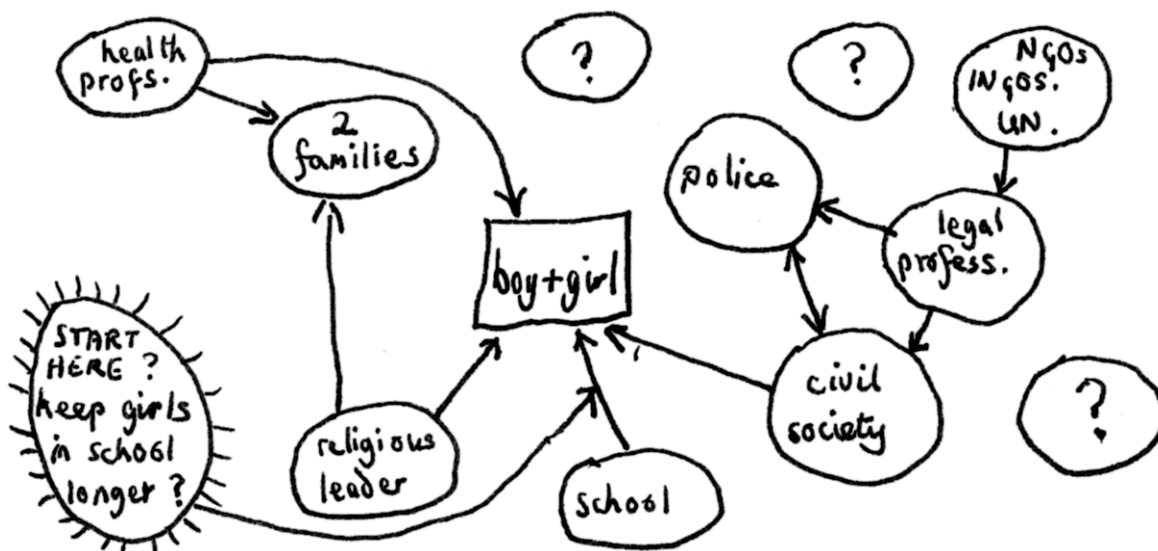 health
profs.
?
?
NGOs
INGOS.
UN.
2
families
police
legal
profess.
boy+girl
START
HERE ?
keep girls
in school
longer ?
religious
leader
school
civil
society
?